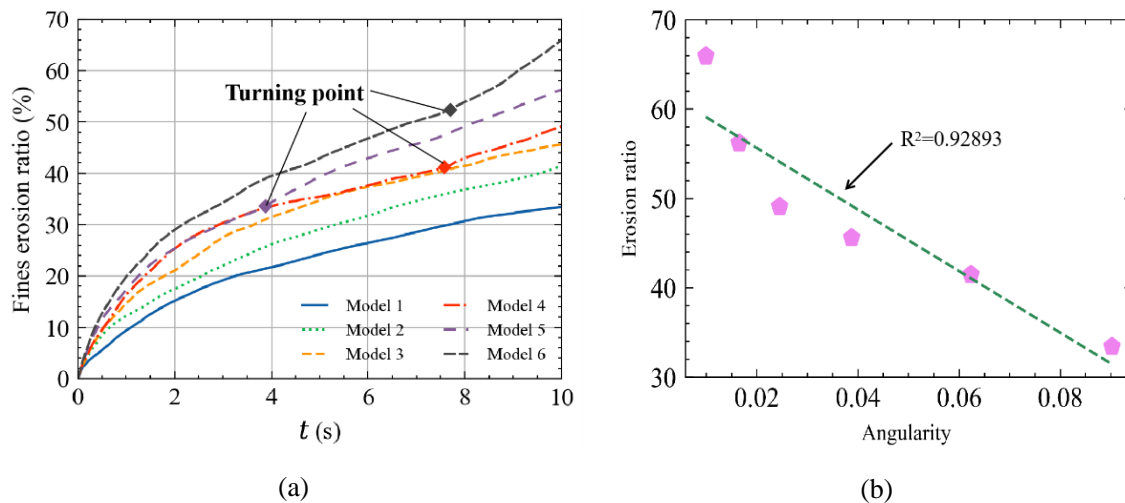 70
60
50
40
30
20
10
0
Fines erosion ratio (%)
Turning point
Model 1
Model 2
Model 3
Model 4
Model 5
Model 6
0 2 4 6 8 10
t (s)
(a)
70
60
50
40
30
Erosion ratio
R²=0.92893
0.02 0.04 0.06 0.08
Angularity
(b)